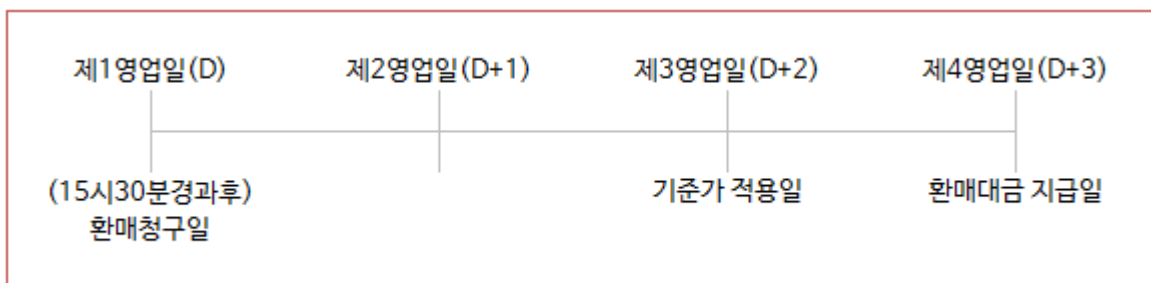 제1영업일(D) 제2영업일(D+1) 제3영업일(D+2) 제4영업일(D+3)
(15시30분경과후) 기준가 적용일 환매대금 지급일
환매청구일